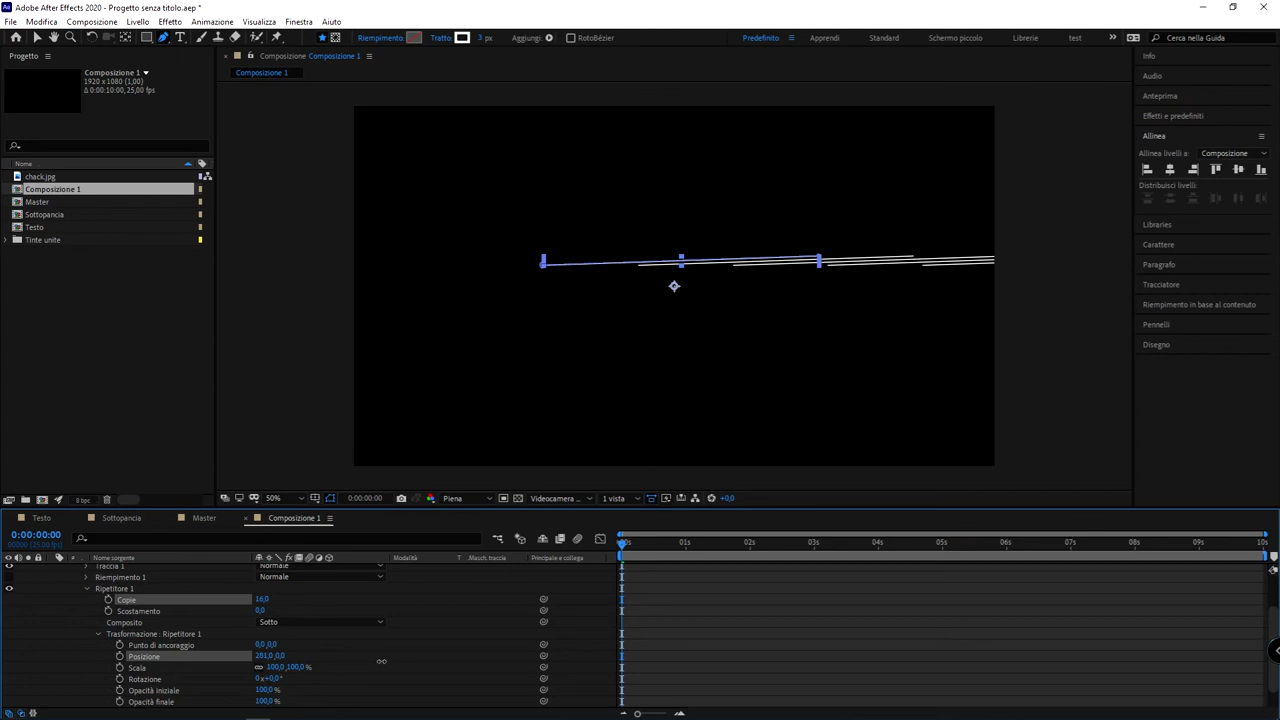 Adobe After Effects 2020 - Progetto senza titolo.aep *
File Modifica Composizione Livello Effetto Animazione Visualizza Finestra Aiuto
Riempimento: Tratto: 3 px Aggiungi: RotoBézier Predefinito Apprendi Standard Schermo piccolo Librerie test Cerca nella Guida
Progetto
Composizione Composizione 1
Composizione 1
Composizione 1
1920 x 1080 (1,00)
Δ 0:00:10:00, 25,00 fps
Nome
chack.jpg
Composizione 1
Master
Sottopancia
Testo
Tinte unite
8 bpc
50% 0:00:00:00 Piena Videocamera ... 1 vista +0,0
Info
Audio
Anteprima
Effetti e predefiniti
Allinea
Allinea livelli a: Composizione
Distribuisci livelli:
Libraries
Carattere
Paragrafo
Tracciatore
Riempimento in base al contenuto
Pennelli
Disegno
Testo Sottopancia Master Composizione 1
0:00:00:00
00000 (25,00 fps)
01s 02s 03s 04s 05s 06s 07s 08s 09s 10s
# Nome sorgente Modalità T Masch. traccia Principale e collega
Traccia 1 Normale
Riempimento 1 Normale
Ripetitore 1
Copie 16,0
Scostamento 0,0
Composito Sotto
Trasformazione: Ripetitore 1
Punto di ancoraggio 0,0,0,0
Posizione 281,0,0,0
Scala 100,0,100,0 %
Rotazione 0 x+0,0°
Opacità iniziale 100,0 %
Opacità finale 100,0 %